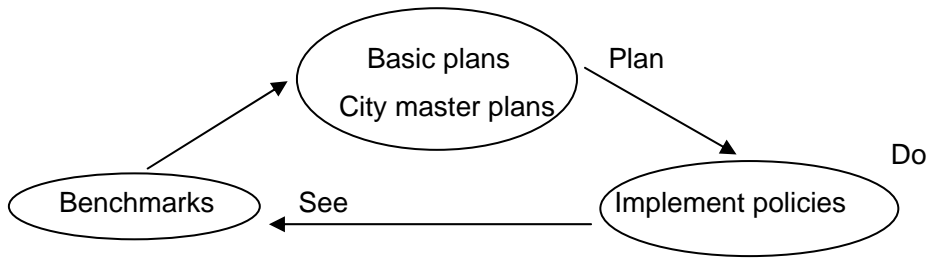 Basic plans
City master plans
Plan
Do
Implement policies
See
Benchmarks